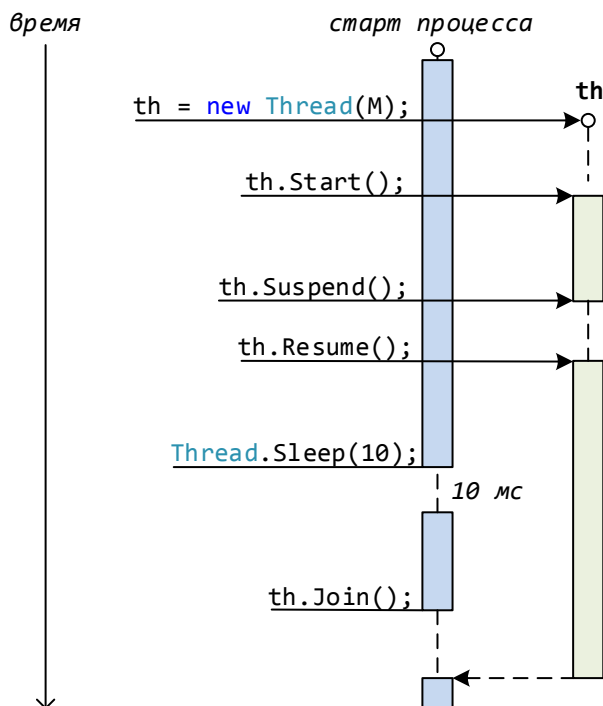 время
старт процесса
th
th = new Thread(M);
th.Start();
th.Suspend();
th.Resume();
Thread.Sleep(10);
10 мс
th.Join();